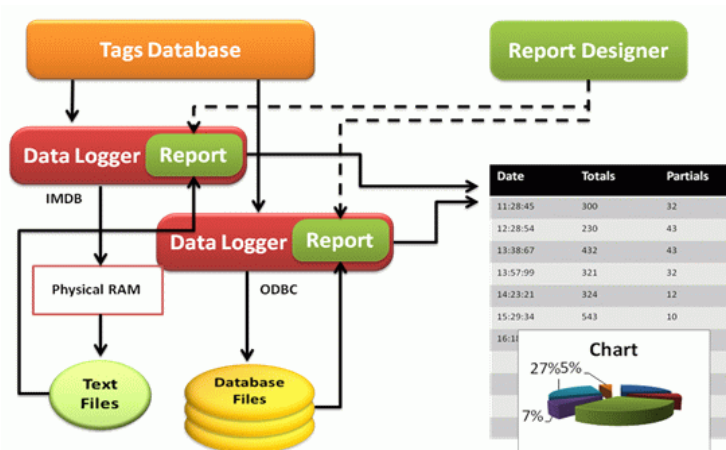 Tags Database
Report Designer
Data Logger
Report
IMDB
Data Logger
Report
ODBC
Physical RAM
Text
Files
Database
Files
Date Totals Partials
11:28:45 300 32
12:28:54 230 43
13:38:67 432 43
13:57:99 321 32
14:23:21 324 12
15:29:34 543 10
Chart
27% 5%
7%